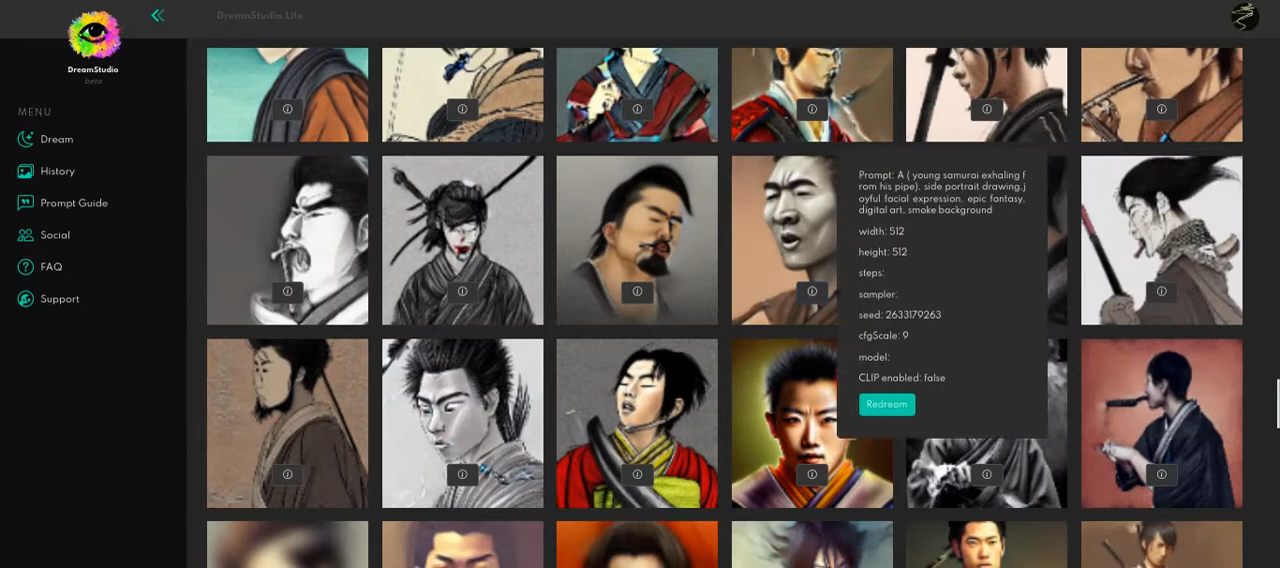 DreamStudio Lite
DreamStudio
beta
MENU
Dream
History
Prompt Guide
Social
FAQ
Support
Prompt: A ( young samurai exhaling f
rom his pipe), side portrait drawing,j
oyful facial expression, epic fantasy,
digital art, smoke background
width: 512
height: 512
steps:
sampler:
seed: 2633179263
cfgScale: 9
model:
CLIP enabled: false
Redream